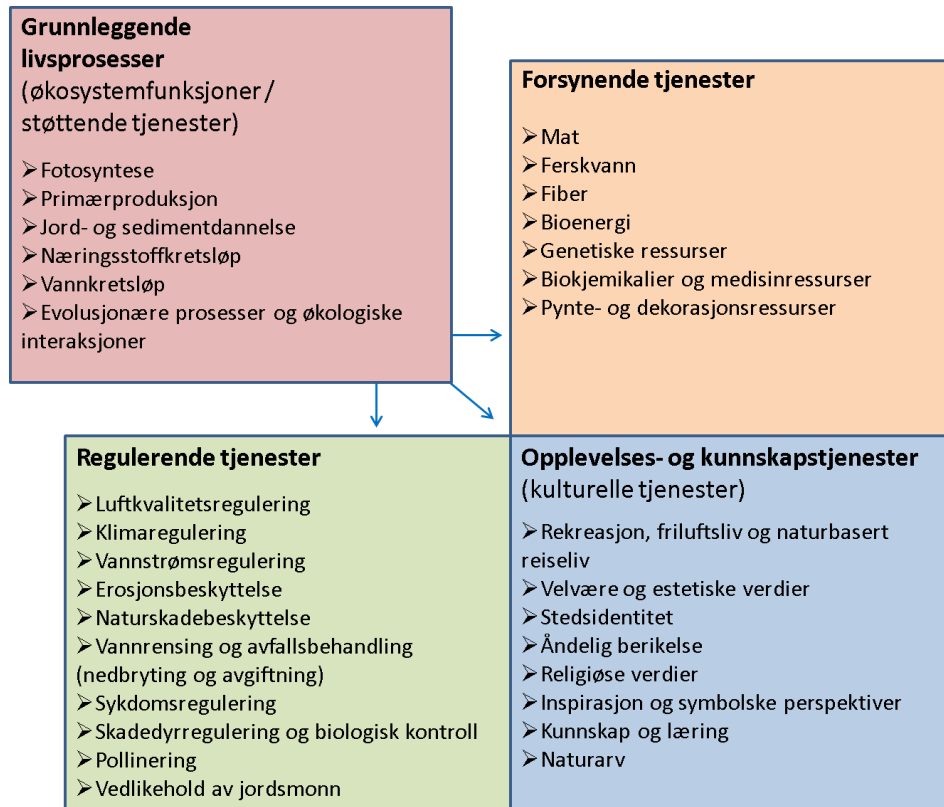 Grunnleggende
livsprosesser
(økosystemfunksjoner /
støttende tjenester)
➢Fotosyntese
➢Primærproduksjon
➢Jord- og sedimentdannelse
➢Næringsstoffkretsløp
➢Vannkretsløp
➢Evolusjonære prosesser og økologiske
interaksjoner
Forsynende tjenester
➢Mat
➢Ferskvann
➢Fiber
➢Bioenergi
➢Genetiske ressurser
➢Biokjemikalier og medisinressurser
➢Pynte- og dekorasjonsressurser
Regulerende tjenester
➢Luftkvalitetsregulering
➢Klimaregulering
➢Vannstrømsregulering
➢Erosjonsbeskyttelse
➢Naturskadebeskyttelse
➢Vannrensing og avfallsbehandling
(nedbryting og avgiftning)
➢Sykdomsregulering
➢Skadedyrregulering og biologisk kontroll
➢Pollinering
➢Vedlikehold av jordsmonn
Opplevelses- og kunnskapstjenester
(kulturelle tjenester)
➢Rekreasjon, friluftsliv og naturbasert
reiseliv
➢Velvære og estetiske verdier
➢Stedsidentitet
➢Åndelig berikelse
➢Religiøse verdier
➢Inspirasjon og symbolske perspektiver
➢Kunnskap og læring
➢Naturarv